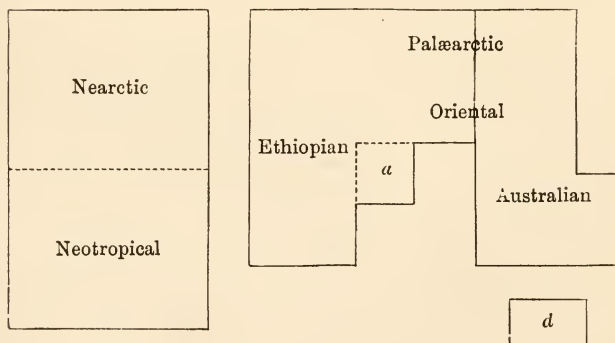 Palæarctic
Nearctic
Oriental
Ethiopian
a
Australian
Neotropical
d